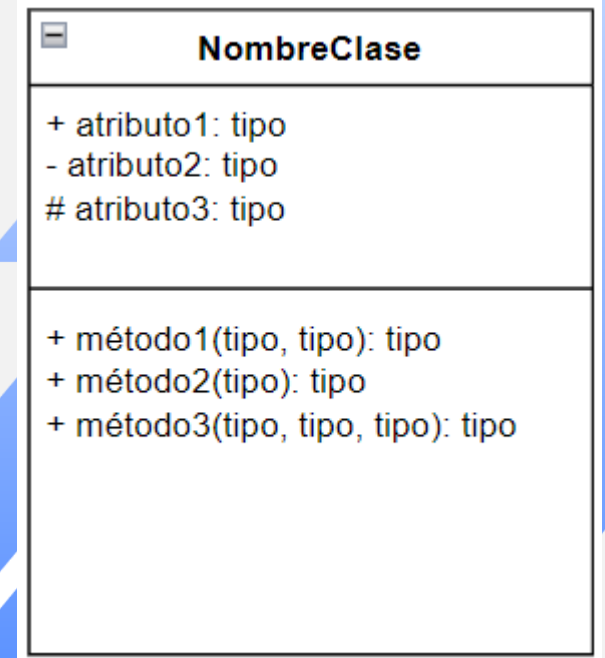 NombreClase
+ atributo1: tipo
- atributo2: tipo
# atributo3: tipo
+ método1(tipo, tipo): tipo
+ método2(tipo): tipo
+ método3(tipo, tipo, tipo): tipo